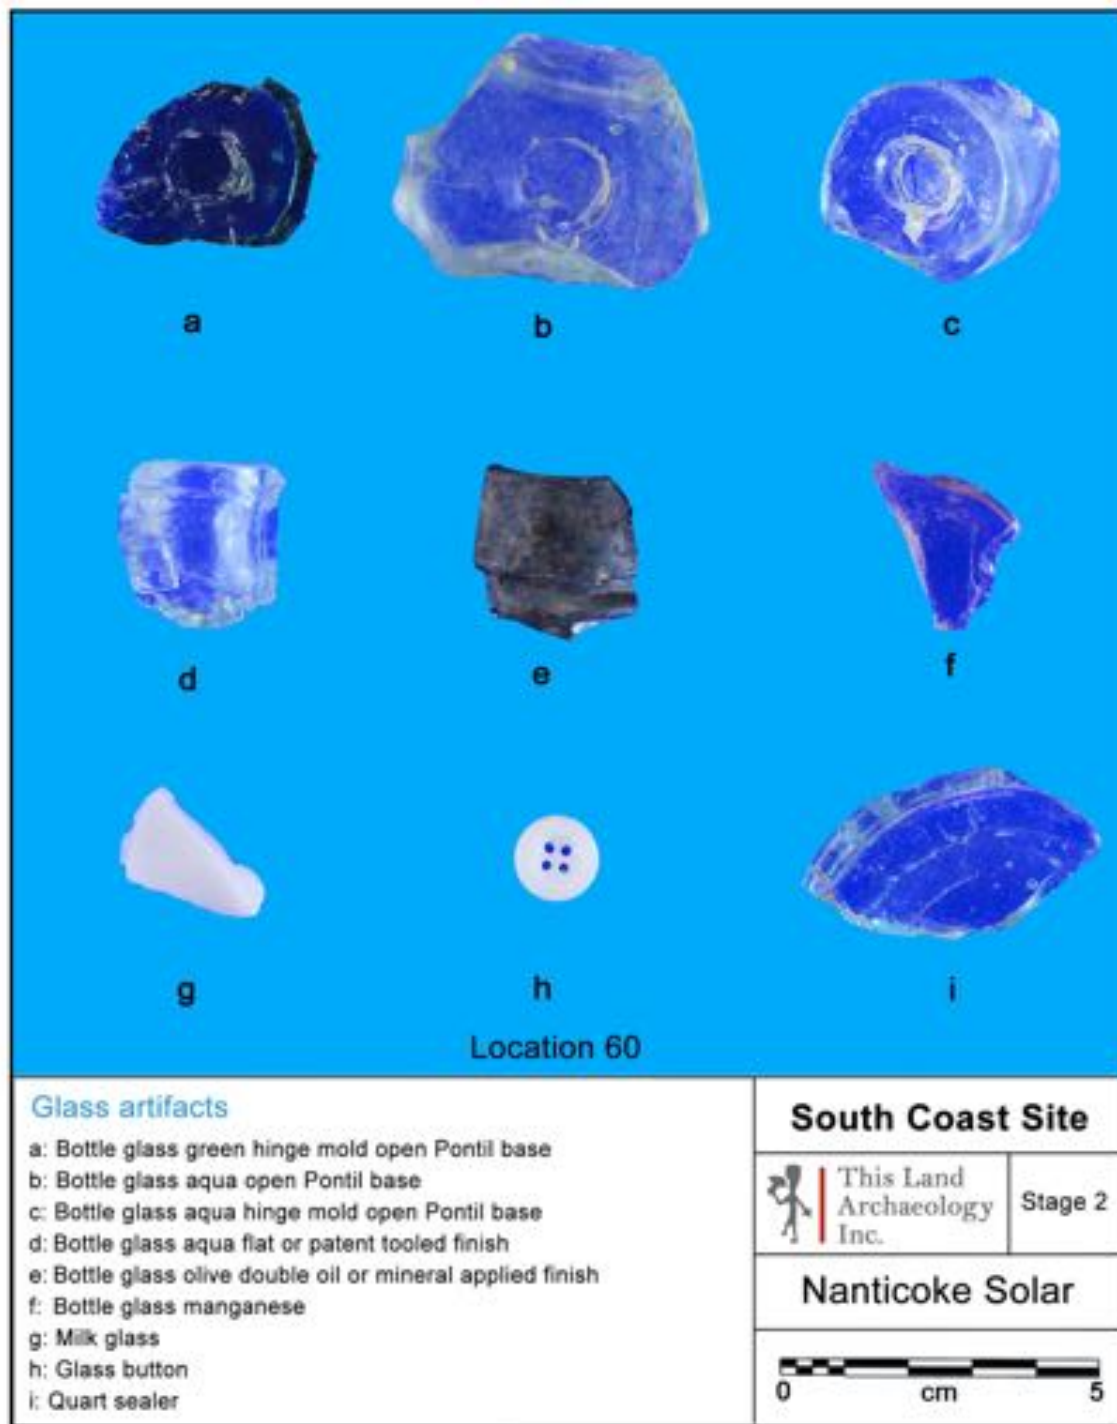 a
b
c
d
e
f
g
h
i
Location 60
Glass artifacts
a: Bottle glass green hinge mold open Pontil base
b: Bottle glass aqua open Pontil base
c: Bottle glass aqua hinge mold open Pontil base
d: Bottle glass aqua flat or patent tooled finish
e: Bottle glass olive double oil or mineral applied finish
f: Bottle glass manganese
g: Milk glass
h: Glass button
i: Quart sealer
South Coast Site
This Land
Archaeology
Inc.
Stage 2
Nanticoke Solar
0 cm 5